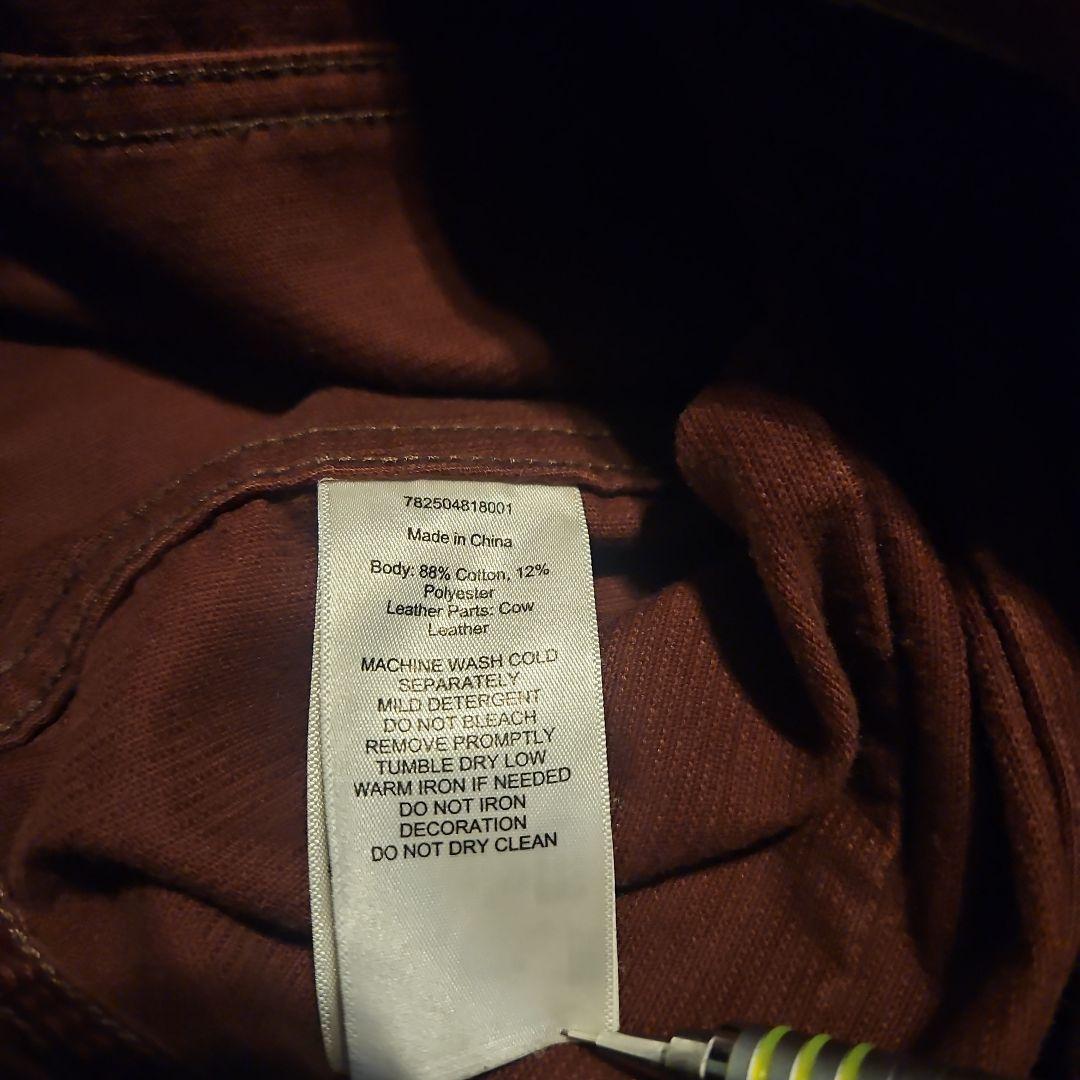 782504818001
Made in China
Body: 88% Cotton, 12%
Polyester
Leather Parts: Cow
Leather
MACHINE WASH COLD
SEPARATELY
MILD DETERGENT
DO NOT BLEACH
REMOVE PROMPTLY
TUMBLE DRY LOW
WARM IRON IF NEEDED
DO NOT IRON
DECORATION
DO NOT DRY CLEAN